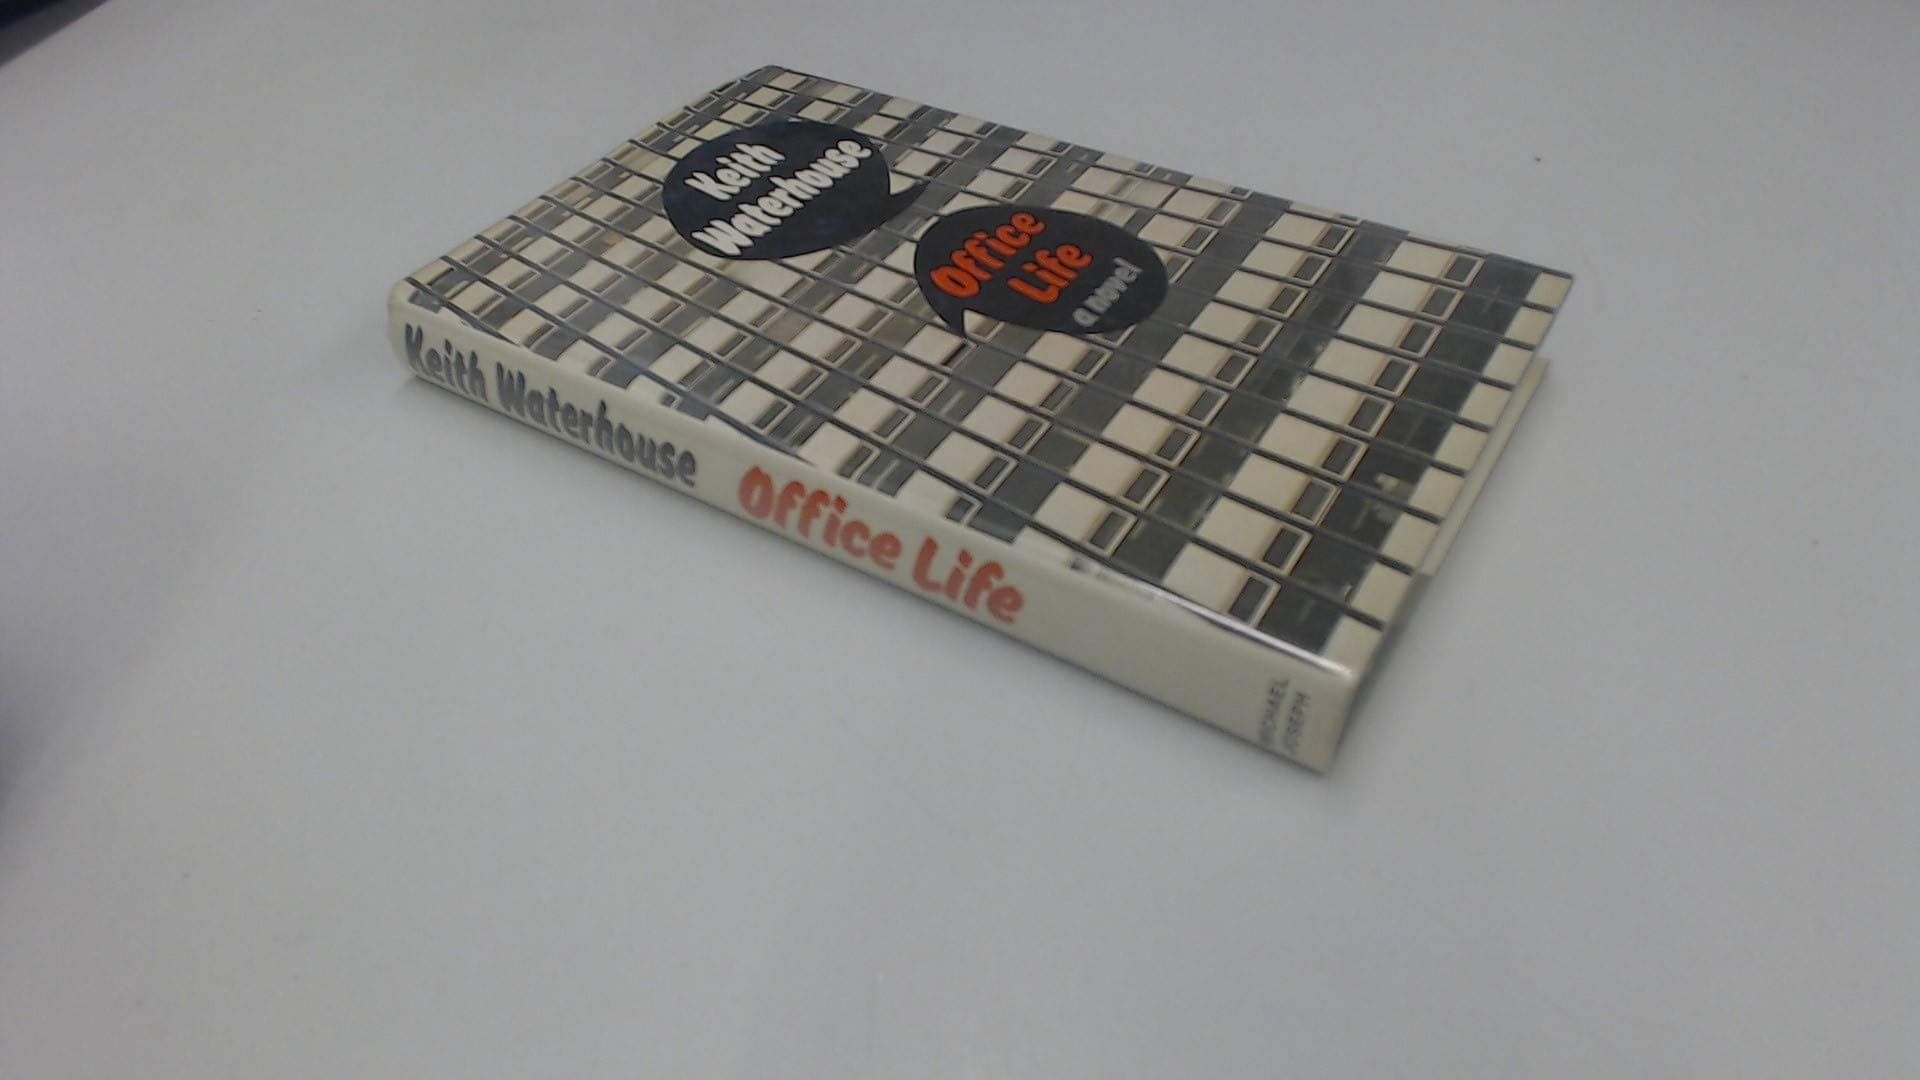 Keith
Waterhouse
Office
Life
a novel
Keith Waterhouse Office Life
MICHAEL
JOSEPH